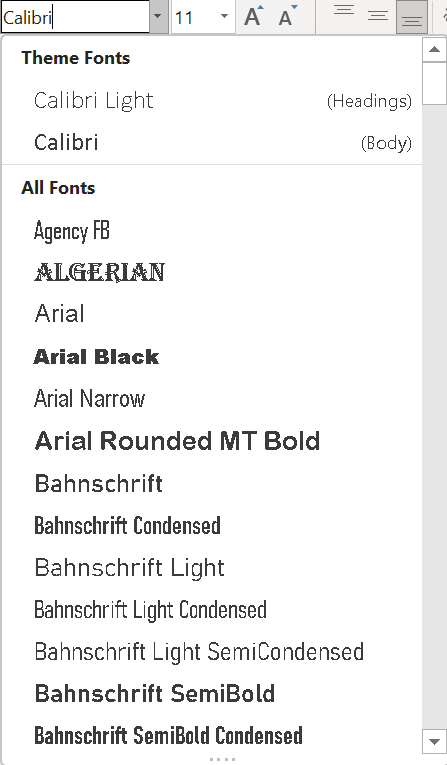 Calibri 11 A A
Theme Fonts
Calibri Light (Headings)
Calibri (Body)
All Fonts
Agency FB
ALGERIAN
Arial
Arial Black
Arial Narrow
Arial Rounded MT Bold
Bahnschrift
Bahnschrift Condensed
Bahnschrift Light
Bahnschrift Light Condensed
Bahnschrift Light SemiCondensed
Bahnschrift SemiBold
Bahnschrift SemiBold Condensed